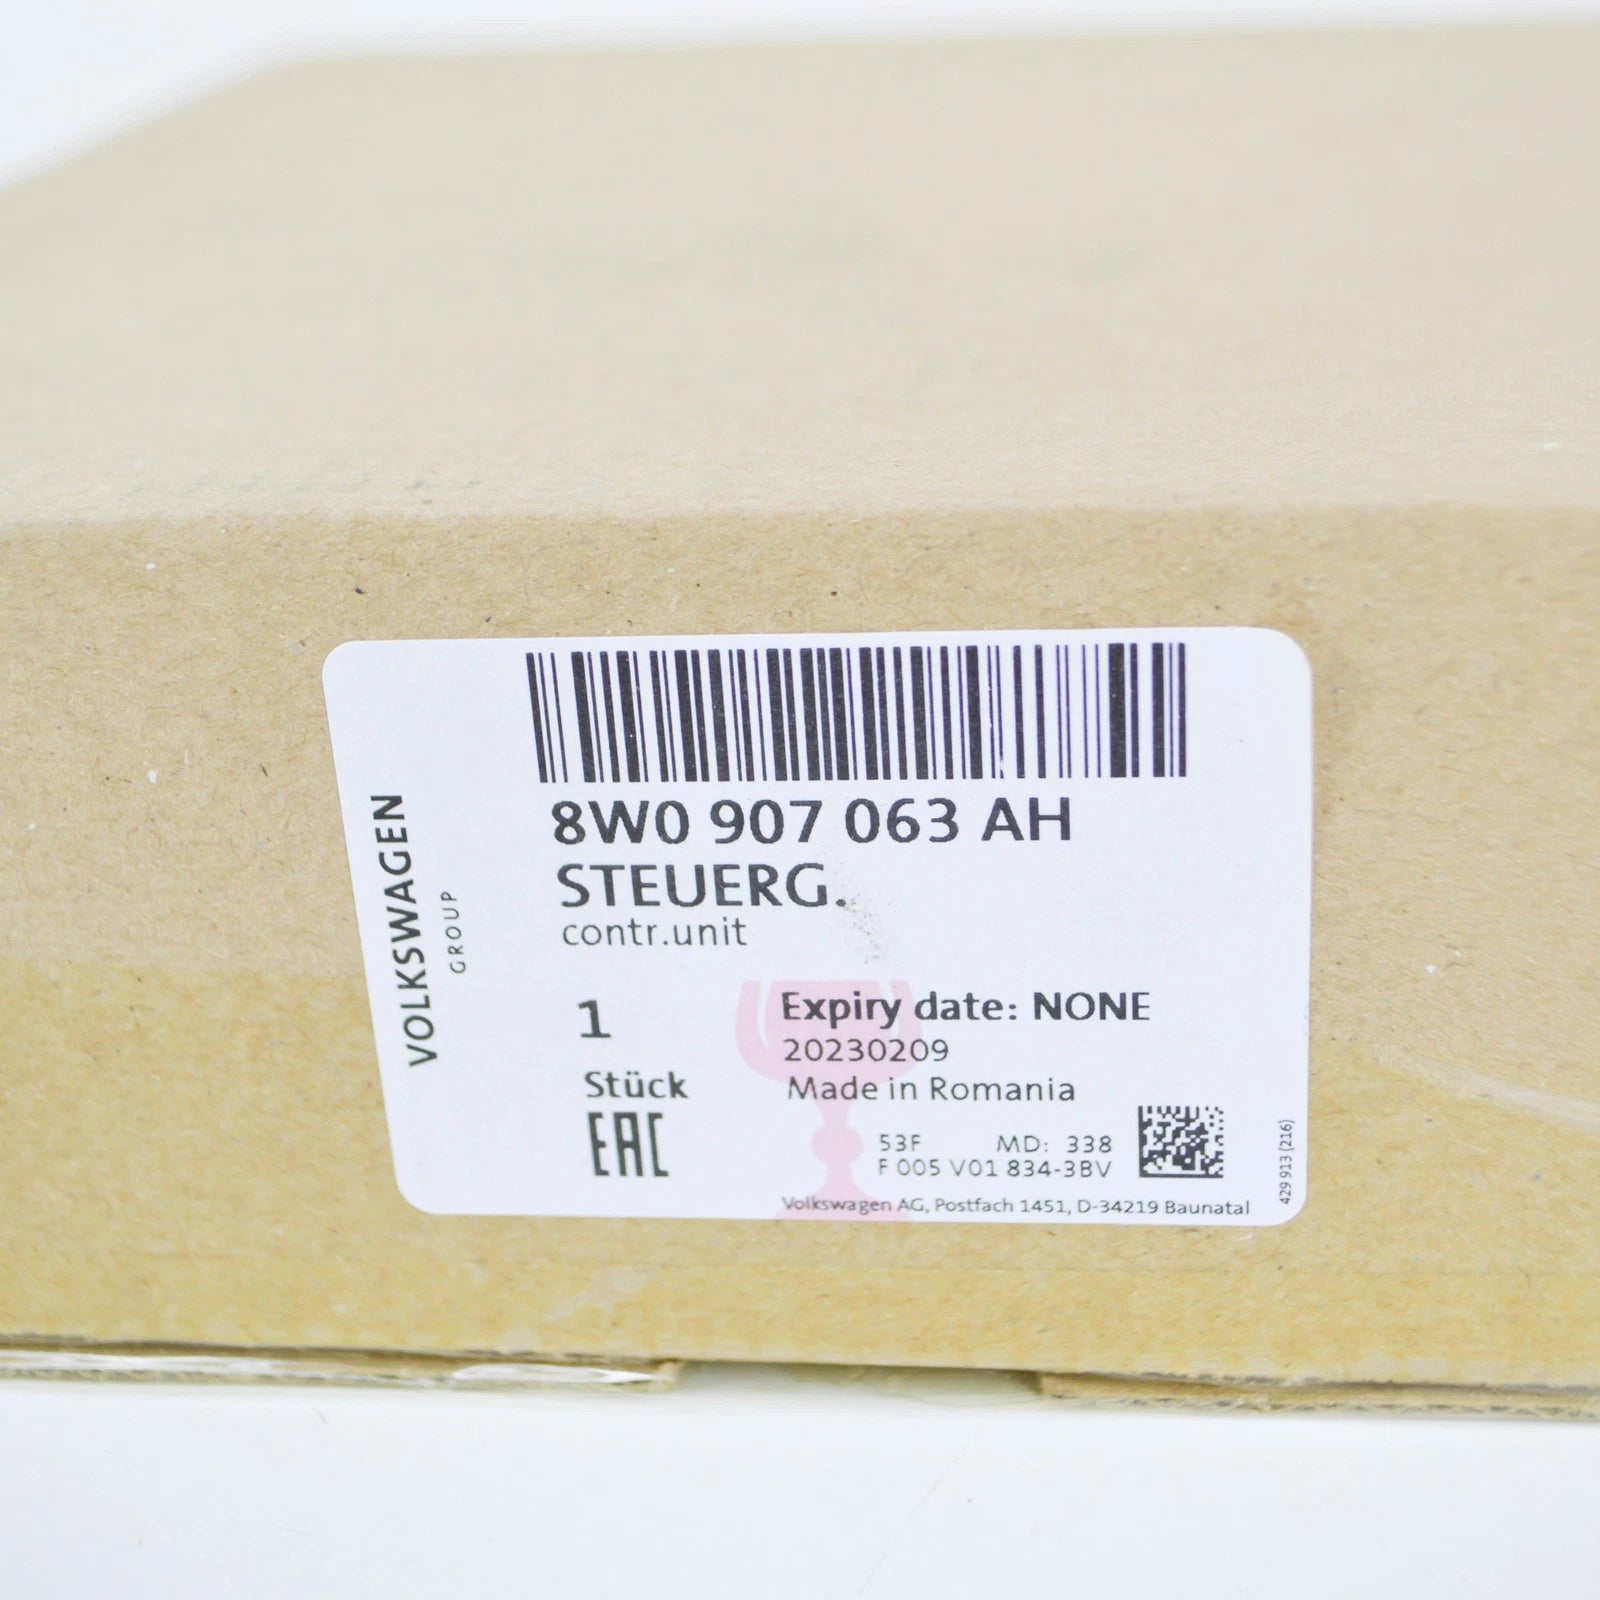 VOLKSWAGEN
GROUP
8W0 907 063 AH
STEUERG.
contr.unit
1
Stück
EAC
Expiry date: NONE
20230209
Made in Romania
53F MD: 338
F 005 V01 834-3BV
Volkswagen AG, Postfach 1451, D-34219 Baunatal
429 913 (216)